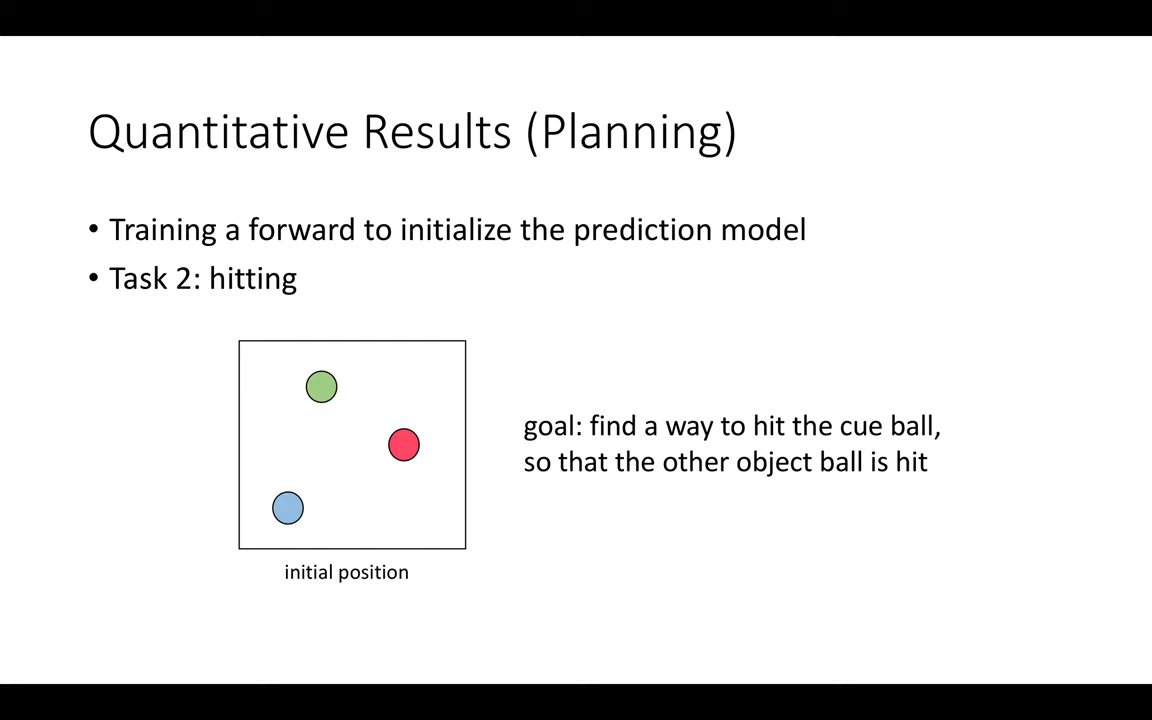 Quantitative Results (Planning)
• Training a forward to initialize the prediction model
• Task 2: hitting
goal: find a way to hit the cue ball,
so that the other object ball is hit
initial position